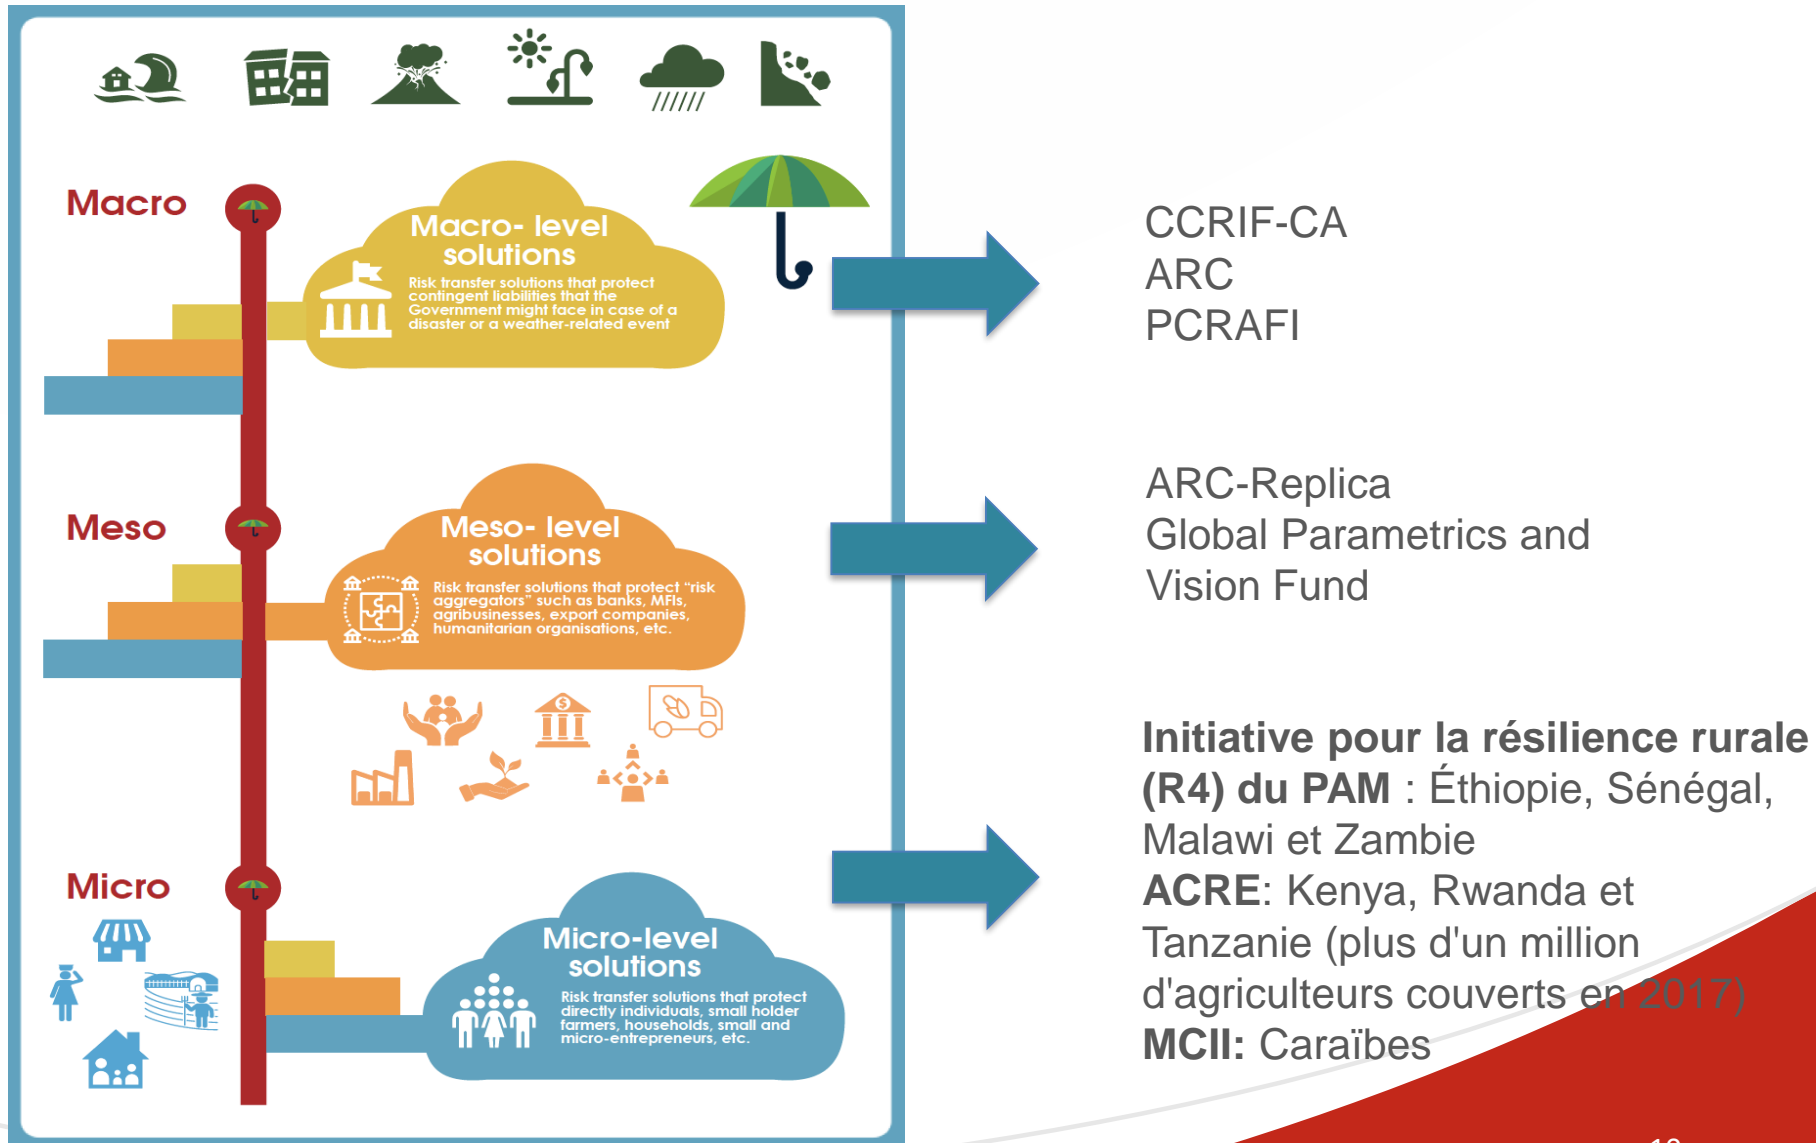 Macro
Macro- level
solutions
Risk transfer solutions that protect
contingent liabilities that the
Government might face in case of a
disaster or a weather-related event
CCRIF-CA
ARC
PCRAFI
Meso
Meso- level
solutions
Risk transfer solutions that protect “risk
aggregators” such as banks, MFIs,
agribusinesses, export companies,
humanitarian organisations, etc.
ARC-Replica
Global Parametrics and
Vision Fund
Micro
Micro-level
solutions
Risk transfer solutions that protect
directly individuals, small holder
farmers, households, small and
micro-entrepreneurs, etc.
Initiative pour la résilience rurale
(R4) du PAM : Éthiopie, Sénégal,
Malawi et Zambie
ACRE: Kenya, Rwanda et
Tanzanie (plus d'un million
d'agriculteurs couverts en 2017)
MCII: Caraïbes